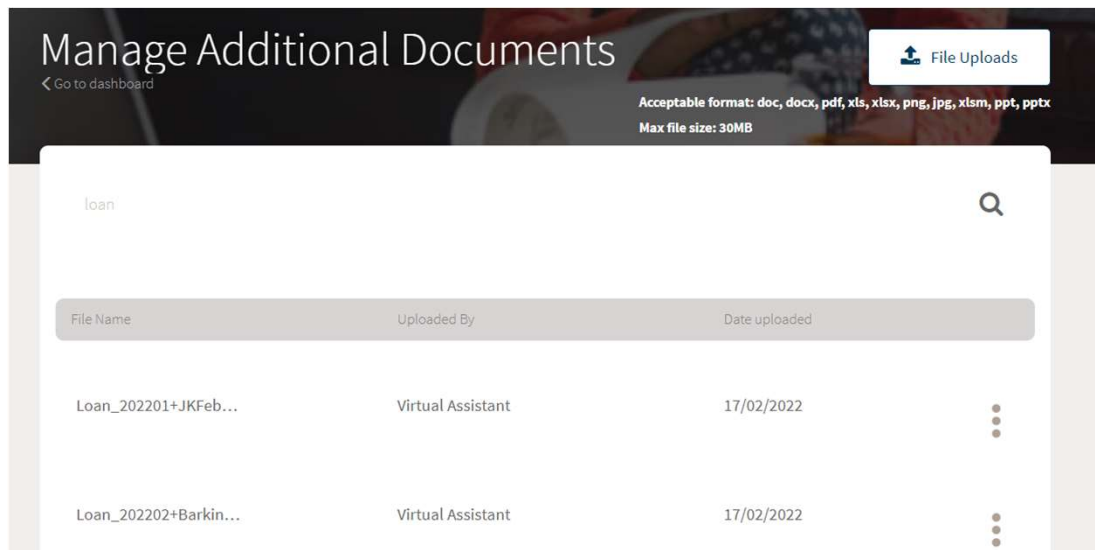 Manage Additional Documents
Go to dashboard
File Uploads
Acceptable format: doc, docx, pdf, xls, xlsx, png, jpg, xlsm, ppt, pptx
Max file size: 30MB
loan
File Name Uploaded By Date uploaded
Loan_202201+JKFeb... Virtual Assistant 17/02/2022
Loan_202202+Barkin... Virtual Assistant 17/02/2022